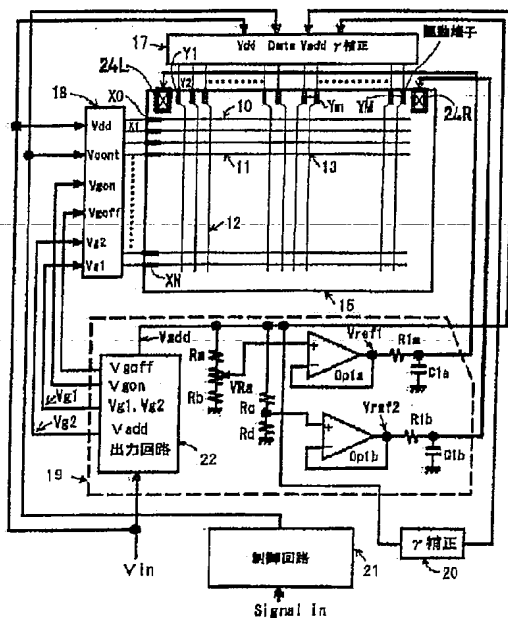 17
Vdd Data Vadd γ補正
駆動端子
24L
Y1
Y2
Ym
YM
24R
18
X0
X1
10
Vdd
Vcont
11
13
Vgon
Vgoff
12
Vg2
Vg1
XN
15
Vadd
Vref1
R1a
Ra
VRa
Rb
Op1a
C1a
Vgoff
Vgon
Vg1, Vg2
Vadd
出力回路
Vg1
Vg2
Rc
Rd
Vref2
R1b
Op1b
C1b
22
19
Vin
制御回路
21
γ補正
20
Signal in